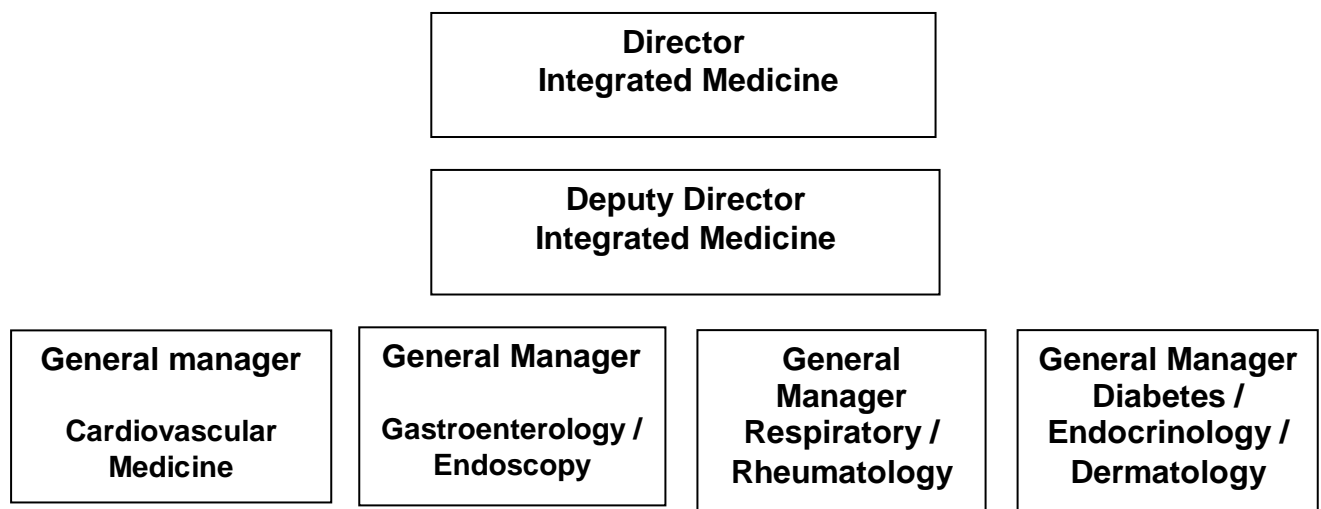 Director
Integrated Medicine
Deputy Director
Integrated Medicine
General manager
Cardiovascular
Medicine
General Manager
Gastroenterology /
Endoscopy
General
Manager
Respiratory /
Rheumatology
General Manager
Diabetes /
Endocrinology /
Dermatology